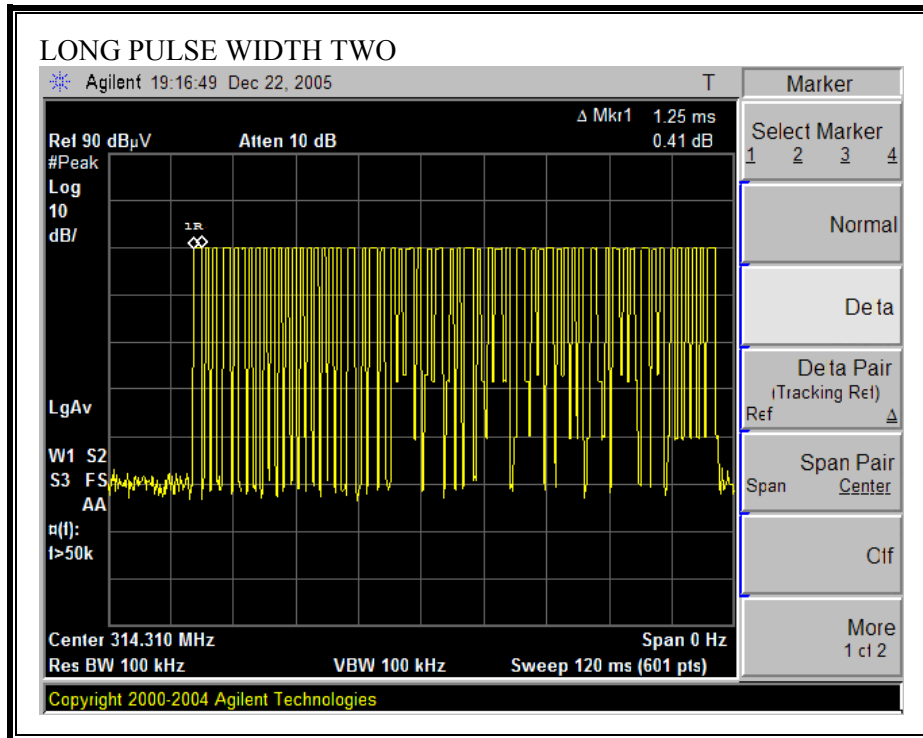 LONG PULSE WIDTH TWO
Agilent 19:16:49 Dec 22, 2005 T
Δ Mkr1 1.25 ms
Ref 90 dBµV Atten 10 dB 0.41 dB
#Peak
Log
10
dB/
1R
LgAv
W1 S2
S3 FS
AA
¤(f):
f>50k
Center 314.310 MHz Span 0 Hz
Res BW 100 kHz VBW 100 kHz Sweep 120 ms (601 pts)
Copyright 2000-2004 Agilent Technologies
Marker
Select Marker
1 2 3 4
Normal
Delta
Delta Pair
(Tracking Ref)
Ref Δ
Span Pair
Span Center
Off
More
1 of 2